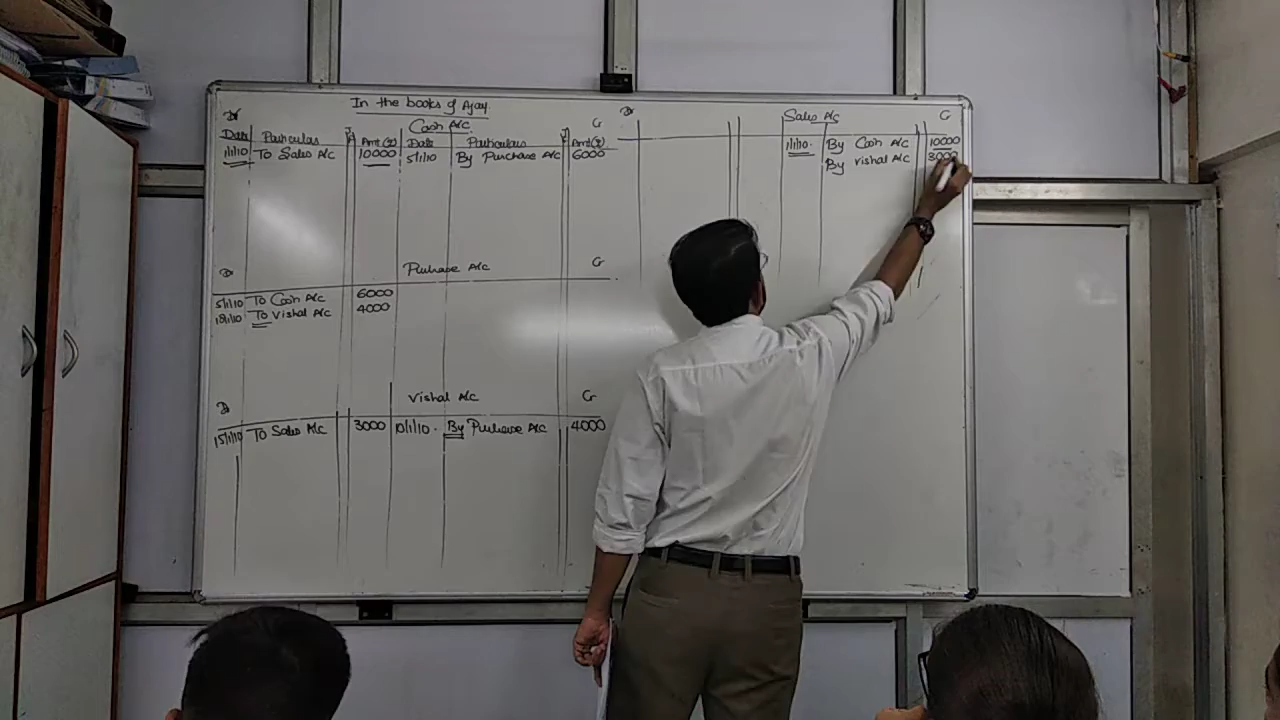 In the books of Ajay
Dr Cash A/c Cr
Date Particulars Amt(₹) Date Particulars Amt(₹)
1/1/10 To Sales A/c 10000 5/1/10 By Purchase A/c 6000
Dr Sales A/c Cr
1/1/10. By Cash A/c 10000
By Vishal A/c 3000
Dr Purhase A/c Cr
5/1/10 To Cash A/c 6000
10/1/10 To Vishal A/c 4000
Dr Vishal A/c Cr
15/1/10 To Sales A/c 3000 10/1/10. By Purhase A/c 4000